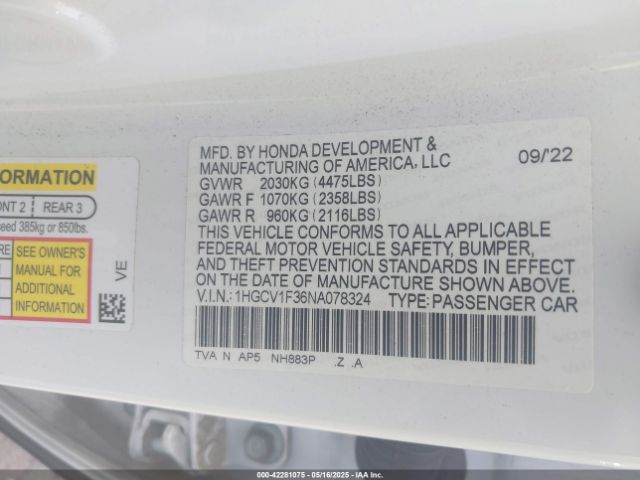 MFD. BY HONDA DEVELOPMENT &
MANUFACTURING OF AMERICA, LLC 09/'22
GVWR 2030KG (4475LBS)
GAWR F 1070KG (2358LBS)
GAWR R 960KG (2116LBS)
THIS VEHICLE CONFORMS TO ALL APPLICABLE
FEDERAL MOTOR VEHICLE SAFETY, BUMPER,
AND THEFT PREVENTION STANDARDS IN EFFECT
ON THE DATE OF MANUFACTURE SHOWN ABOVE.
V.I.N.: 1HGCV1F36NA078324 TYPE: PASSENGER CAR
TVA N AP5 NH883P .Z .A
2 REAR 3
385kg or 850lbs.
SEE OWNER'S
MANUAL FOR
ADDITIONAL
INFORMATION
VE
000-42281075 - 05/16/2025 - IAA Inc. Copyright